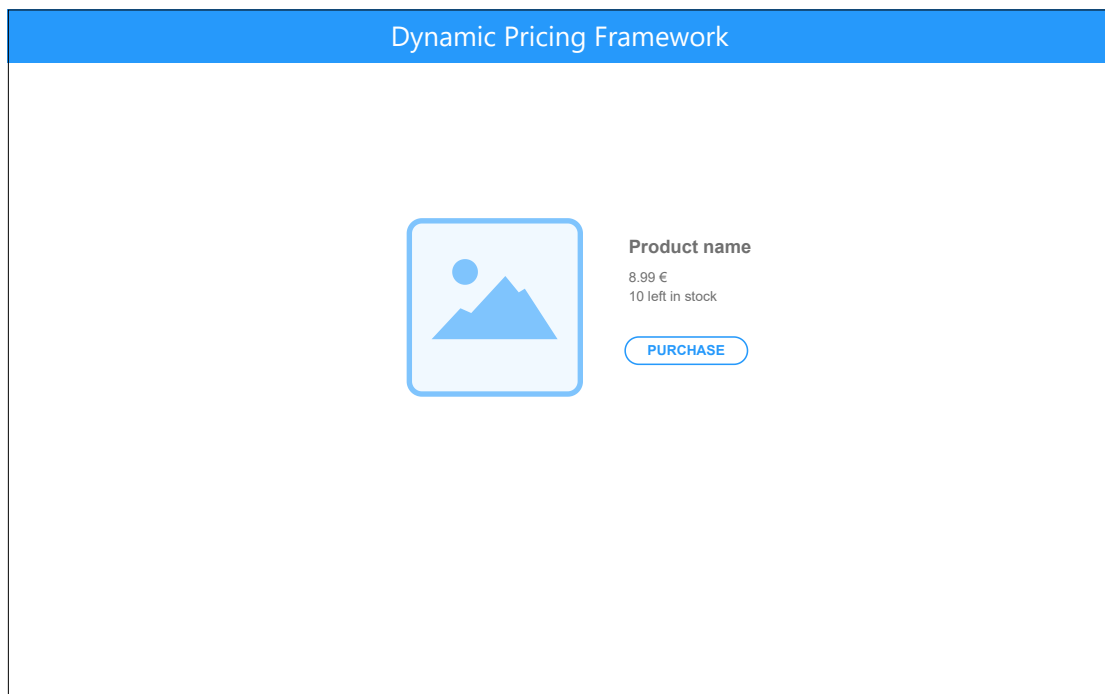 Dynamic Pricing Framework
Product name
8.99 €
10 left in stock
PURCHASE